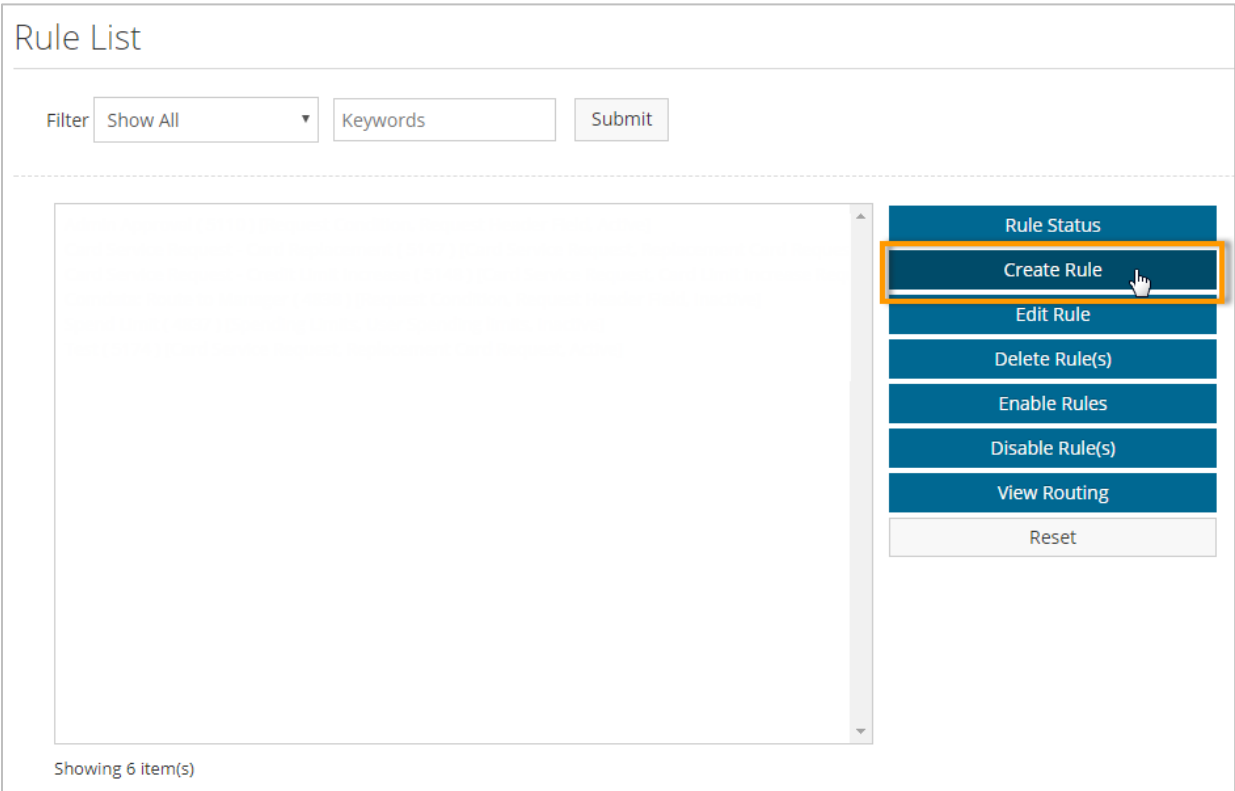 Rule List
Filter Show All Keywords Submit
Rule Status
Create Rule
Edit Rule
Delete Rule(s)
Enable Rules
Disable Rule(s)
View Routing
Reset
Showing 6 item(s)